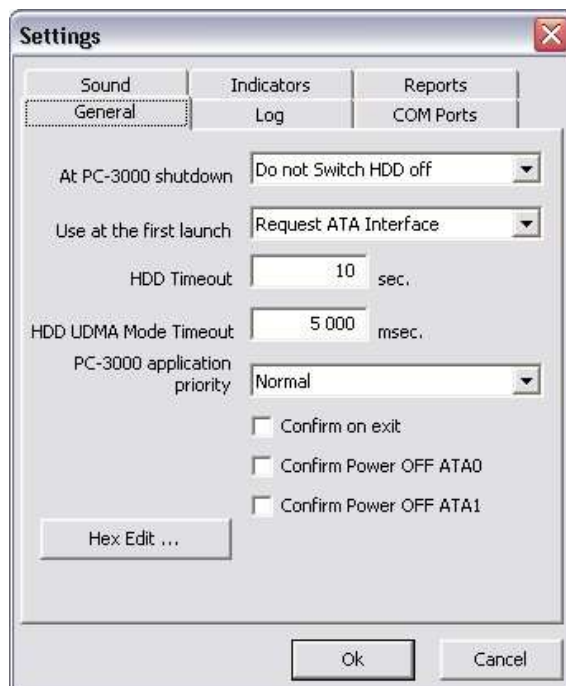 Settings
Sound Indicators Reports
General Log COM Ports
At PC-3000 shutdown Do not Switch HDD off
Use at the first launch Request ATA Interface
HDD Timeout 10 sec.
HDD UDMA Mode Timeout 5 000 msec.
PC-3000 application
priority Normal
Confirm on exit
Confirm Power OFF ATA0
Confirm Power OFF ATA1
Hex Edit ...
Ok Cancel